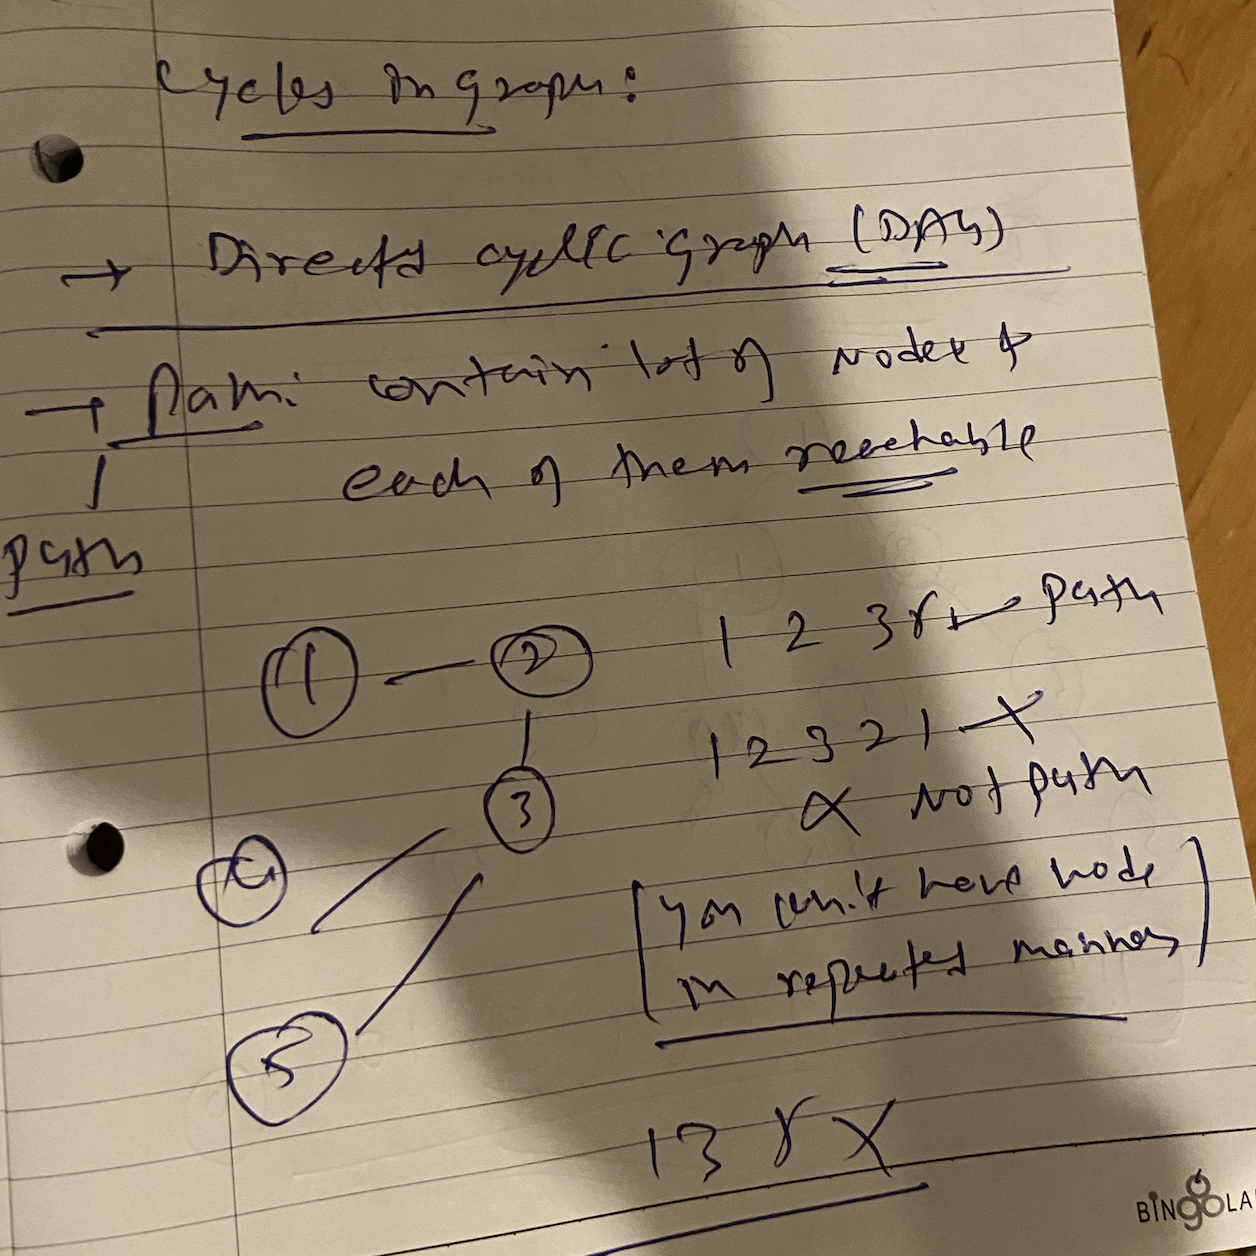 Cycles in graph:
→ Directed cyclic graph (DAG)
→ Path: contain lot of nodes &
each of them reachable
Path
1 2
1 2 3 Path
3
1 2 3 2 1 X
Not path
4
[you can't have node
in repeated manner]
5
1 3 X
BINGOLA